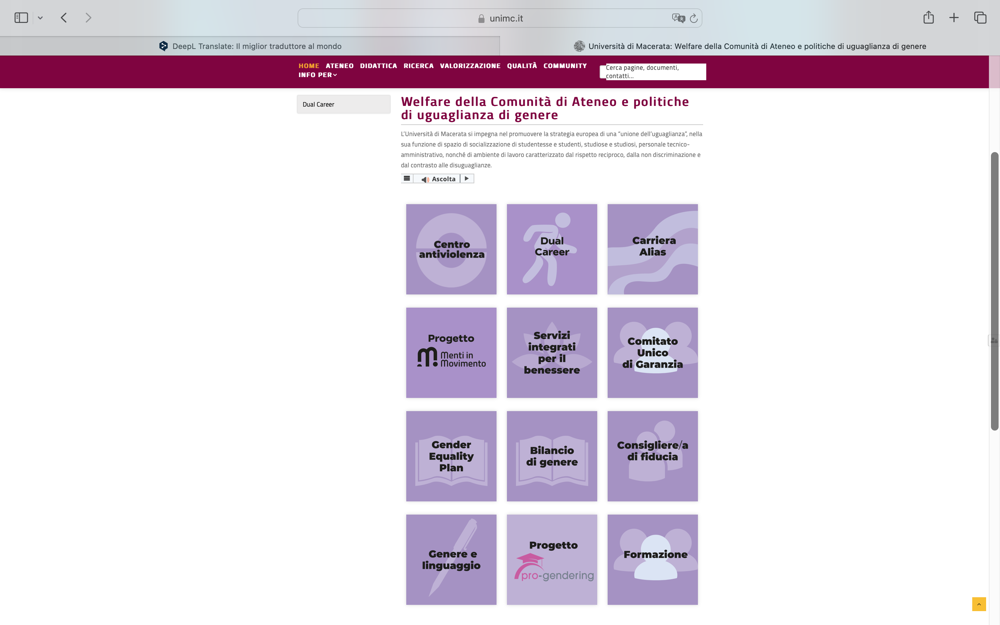 unimc.it
DeepL Translate: Il miglior traduttore al mondo
Università di Macerata: Welfare della Comunità di Ateneo e politiche di uguaglianza di genere
HOME ATENEO DIDATTICA RICERCA VALORIZZAZIONE QUALITÀ COMMUNITY
INFO PER
Cerca pagine, documenti,
contatti...
Dual Career
Welfare della Comunità di Ateneo e politiche
di uguaglianza di genere
L’Università di Macerata si impegna nel promuovere la strategia europea di una “unione dell’uguaglianza”, nella
sua funzione di spazio di socializzazione di studentesse e studenti, studiose e studiosi, personale tecnico-
amministrativo, nonché di ambiente di lavoro caratterizzato dal rispetto reciproco, dalla non discriminazione e
dal contrasto alle disuguaglianze.
Ascolta
Centro
antiviolenza
Dual
Career
Carriera
Alias
Progetto
Menti in
Movimento
Servizi
integrati
per il
benessere
Comitato
Unico
di Garanzia
Gender
Equality
Plan
Bilancio
di genere
Consigliere/a
di fiducia
Genere e
linguaggio
Progetto
pro-gendering
Formazione